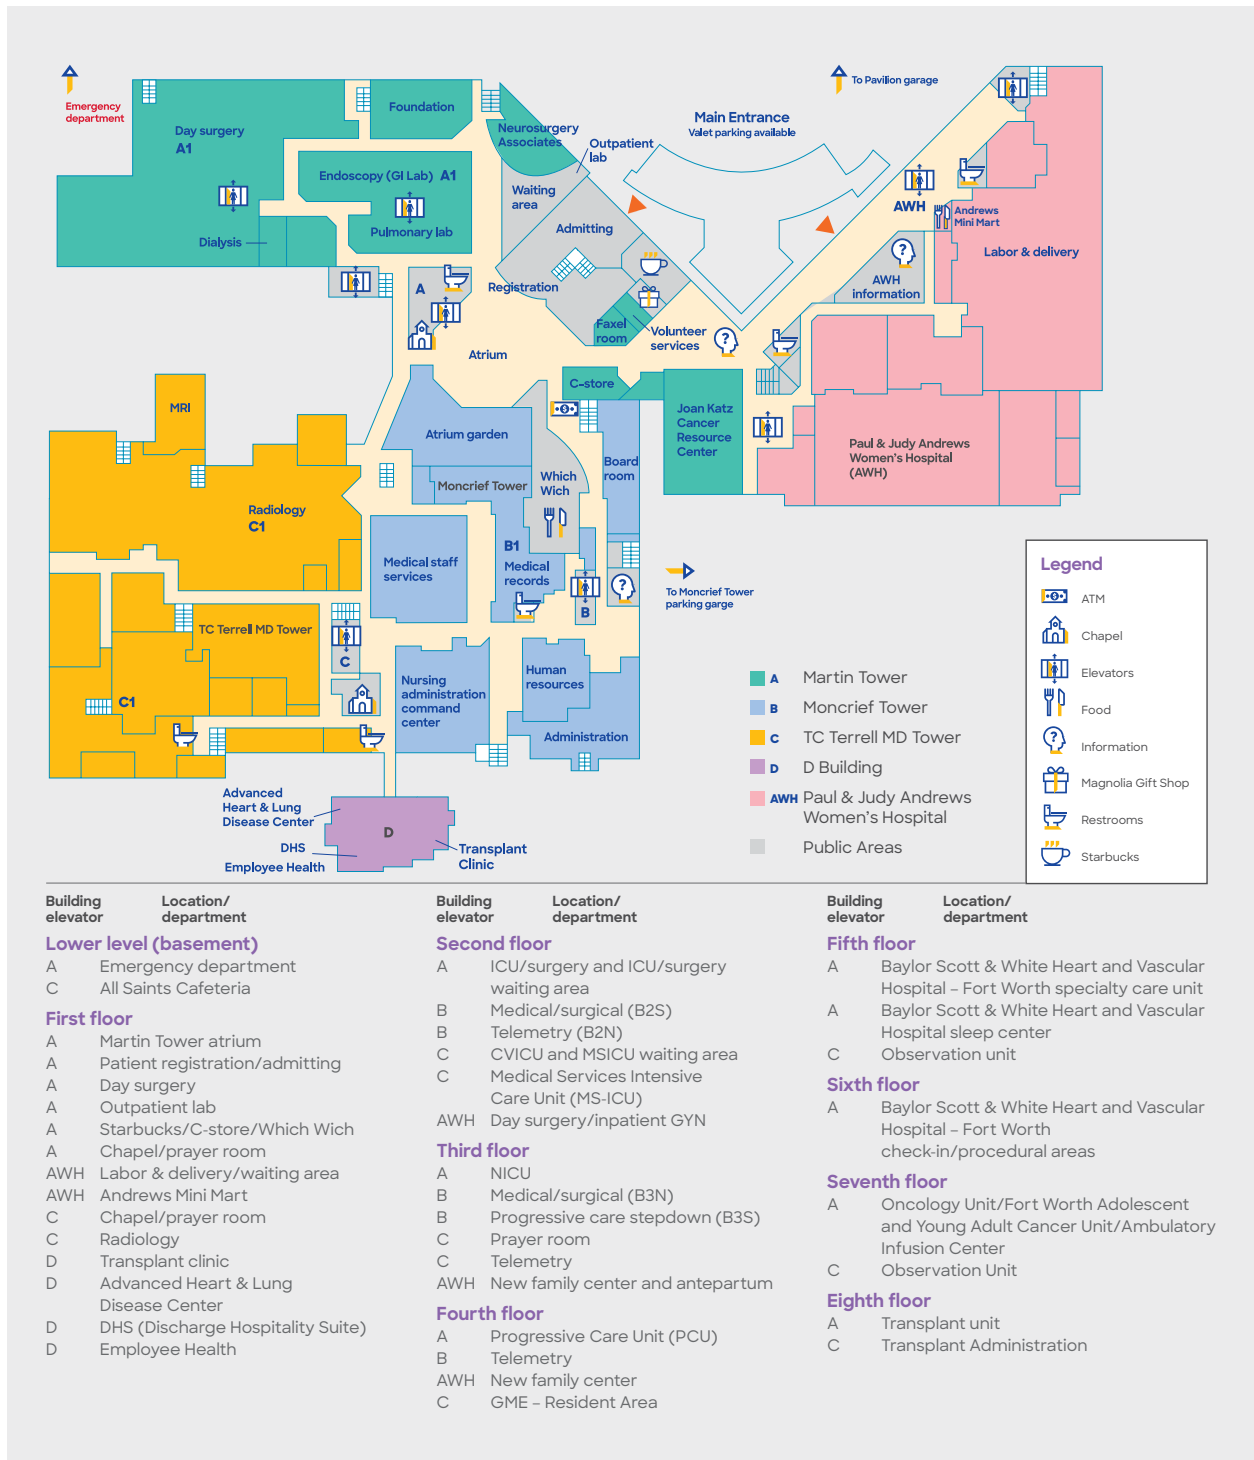 Emergency
department
To Pavilion garage
Foundation
Day surgery
A1
Neurosurgery
Associates
Main Entrance
Valet parking available
Outpatient
lab
Endoscopy (GI Lab) A1
Waiting
area
AWH
Andrews
Mini Mart
Admitting
Pulmonary lab
Dialysis
Labor & delivery
A
Registration
AWH
information
Faxel
room
Volunteer
services
Atrium
C-store
MRI
Joan Katz
Cancer
Resource
Center
Atrium garden
Paul & Judy Andrews
Women's Hospital
(AWH)
Board
room
Which
Wich
Moncrief Tower
Radiology
C1
B1
Medical
records
Medical staff
services
To Moncrief Tower
parking garge
B
TC Terrell MD Tower
C
Human
resources
Nursing
administration
command
center
C1
Administration
Advanced
Heart & Lung
Disease Center
D
DHS
Employee Health
Transplant
Clinic
A Martin Tower
B Moncrief Tower
C TC Terrell MD Tower
D D Building
AWH Paul & Judy Andrews
Women's Hospital
Public Areas
Legend
ATM
Chapel
Elevators
Food
Information
Magnolia Gift Shop
Restrooms
Starbucks
Building
elevator
Location/
department
Lower level (basement)
A Emergency department
C All Saints Cafeteria
First floor
A Martin Tower atrium
A Patient registration/admitting
A Day surgery
A Outpatient lab
A Starbucks/C-store/Which Wich
A Chapel/prayer room
AWH Labor & delivery/waiting area
AWH Andrews Mini Mart
C Chapel/prayer room
C Radiology
D Transplant clinic
D Advanced Heart & Lung
Disease Center
D DHS (Discharge Hospitality Suite)
D Employee Health
Building
elevator
Location/
department
Second floor
A ICU/surgery and ICU/surgery
waiting area
B Medical/surgical (B2S)
B Telemetry (B2N)
C CVICU and MSICU waiting area
C Medical Services Intensive
Care Unit (MS-ICU)
AWH Day surgery/inpatient GYN
Third floor
A NICU
B Medical/surgical (B3N)
B Progressive care stepdown (B3S)
C Prayer room
C Telemetry
AWH New family center and antepartum
Fourth floor
A Progressive Care Unit (PCU)
B Telemetry
AWH New family center
C GME – Resident Area
Building
elevator
Location/
department
Fifth floor
A Baylor Scott & White Heart and Vascular
Hospital – Fort Worth specialty care unit
A Baylor Scott & White Heart and Vascular
Hospital sleep center
C Observation unit
Sixth floor
A Baylor Scott & White Heart and Vascular
Hospital – Fort Worth
check-in/procedural areas
Seventh floor
A Oncology Unit/Fort Worth Adolescent
and Young Adult Cancer Unit/Ambulatory
Infusion Center
C Observation Unit
Eighth floor
A Transplant unit
C Transplant Administration